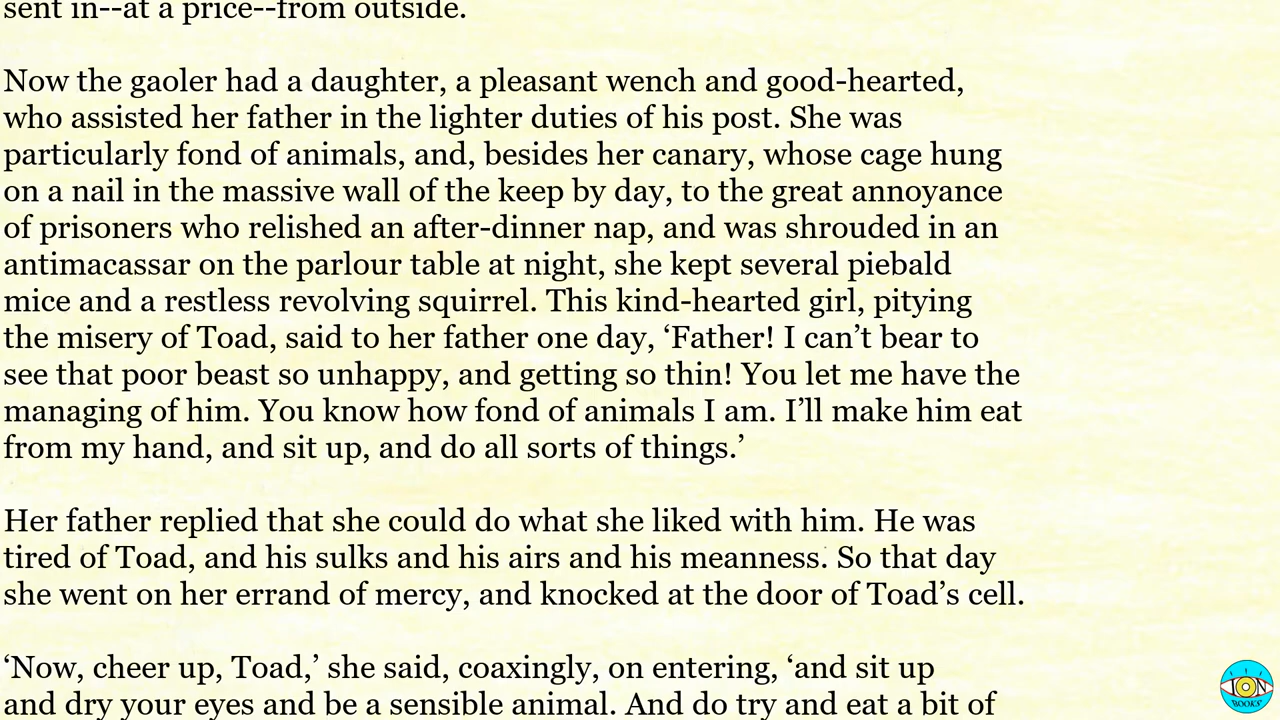 sent in--at a price--from outside.
Now the gaoler had a daughter, a pleasant wench and good-hearted,
who assisted her father in the lighter duties of his post. She was
particularly fond of animals, and, besides her canary, whose cage hung
on a nail in the massive wall of the keep by day, to the great annoyance
of prisoners who relished an after-dinner nap, and was shrouded in an
antimacassar on the parlour table at night, she kept several piebald
mice and a restless revolving squirrel. This kind-hearted girl, pitying
the misery of Toad, said to her father one day, ‘Father! I can’t bear to
see that poor beast so unhappy, and getting so thin! You let me have the
managing of him. You know how fond of animals I am. I’ll make him eat
from my hand, and sit up, and do all sorts of things.’
Her father replied that she could do what she liked with him. He was
tired of Toad, and his sulks and his airs and his meanness. So that day
she went on her errand of mercy, and knocked at the door of Toad’s cell.
‘Now, cheer up, Toad,’ she said, coaxingly, on entering, ‘and sit up
and dry your eyes and be a sensible animal. And do try and eat a bit of
ION
BOOKS